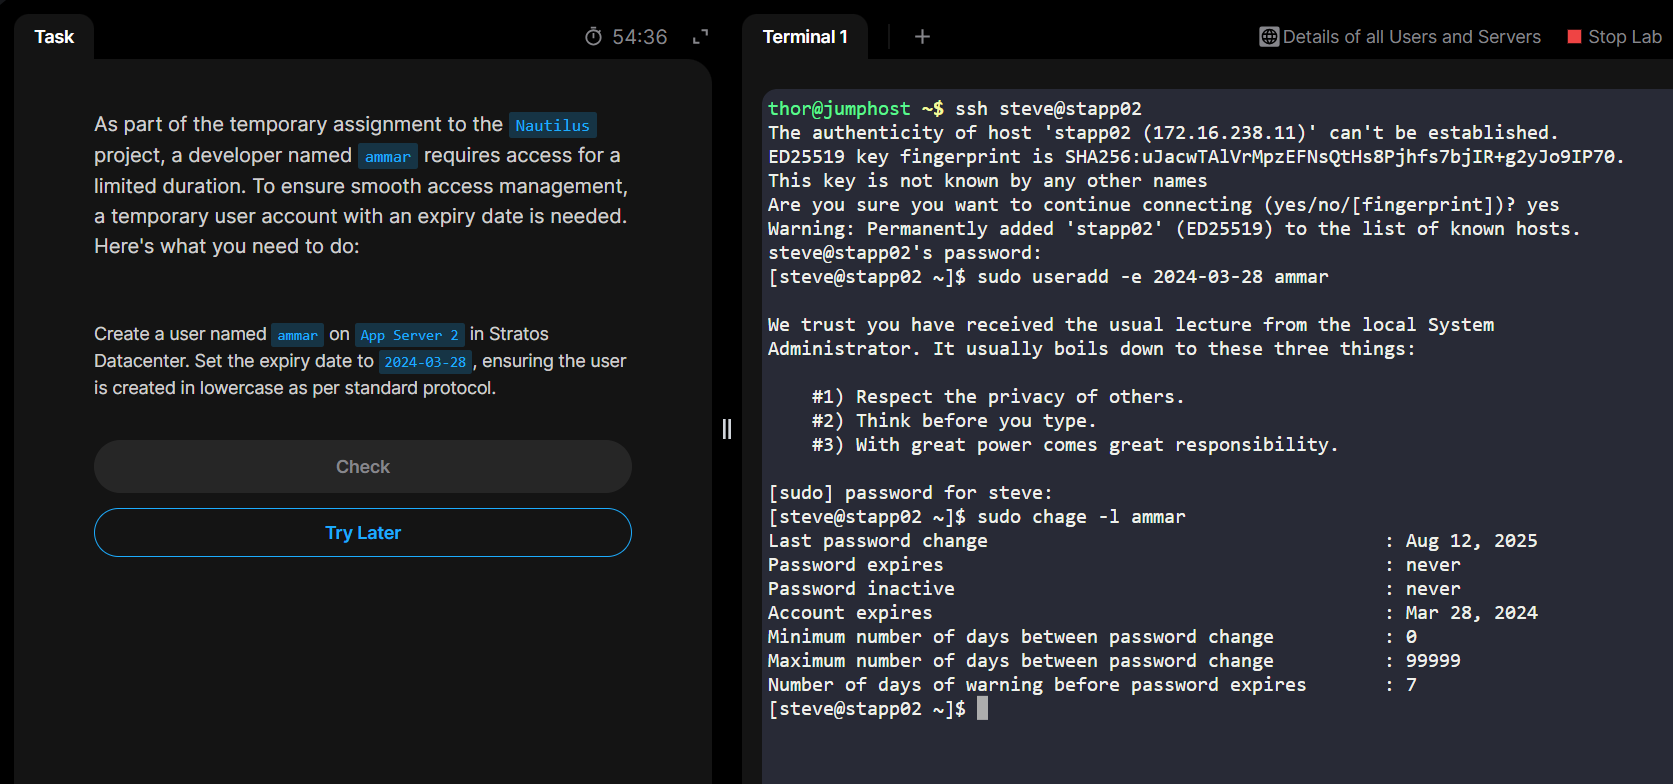 Task
54:36
As part of the temporary assignment to the Nautilus
project, a developer named ammar requires access for a
limited duration. To ensure smooth access management,
a temporary user account with an expiry date is needed.
Here's what you need to do:
Create a user named ammar on App Server 2 in Stratos
Datacenter. Set the expiry date to 2024-03-28, ensuring the user
is created in lowercase as per standard protocol.
Check
Try Later
Terminal 1
+
Details of all Users and Servers
Stop Lab
thor@jumphost ~$ ssh steve@stapp02
The authenticity of host 'stapp02 (172.16.238.11)' can't be established.
ED25519 key fingerprint is SHA256:uJacwTAlVrMpzEFNsQtHs8Pjhfs7bjIR+g2yJo9IP70.
This key is not known by any other names
Are you sure you want to continue connecting (yes/no/[fingerprint])? yes
Warning: Permanently added 'stapp02' (ED25519) to the list of known hosts.
steve@stapp02's password:
[steve@stapp02 ~]$ sudo useradd -e 2024-03-28 ammar
We trust you have received the usual lecture from the local System
Administrator. It usually boils down to these three things:
#1) Respect the privacy of others.
#2) Think before you type.
#3) With great power comes great responsibility.
[sudo] password for steve:
[steve@stapp02 ~]$ sudo chage -l ammar
Last password change : Aug 12, 2025
Password expires : never
Password inactive : never
Account expires : Mar 28, 2024
Minimum number of days between password change : 0
Maximum number of days between password change : 99999
Number of days of warning before password expires : 7
[steve@stapp02 ~]$